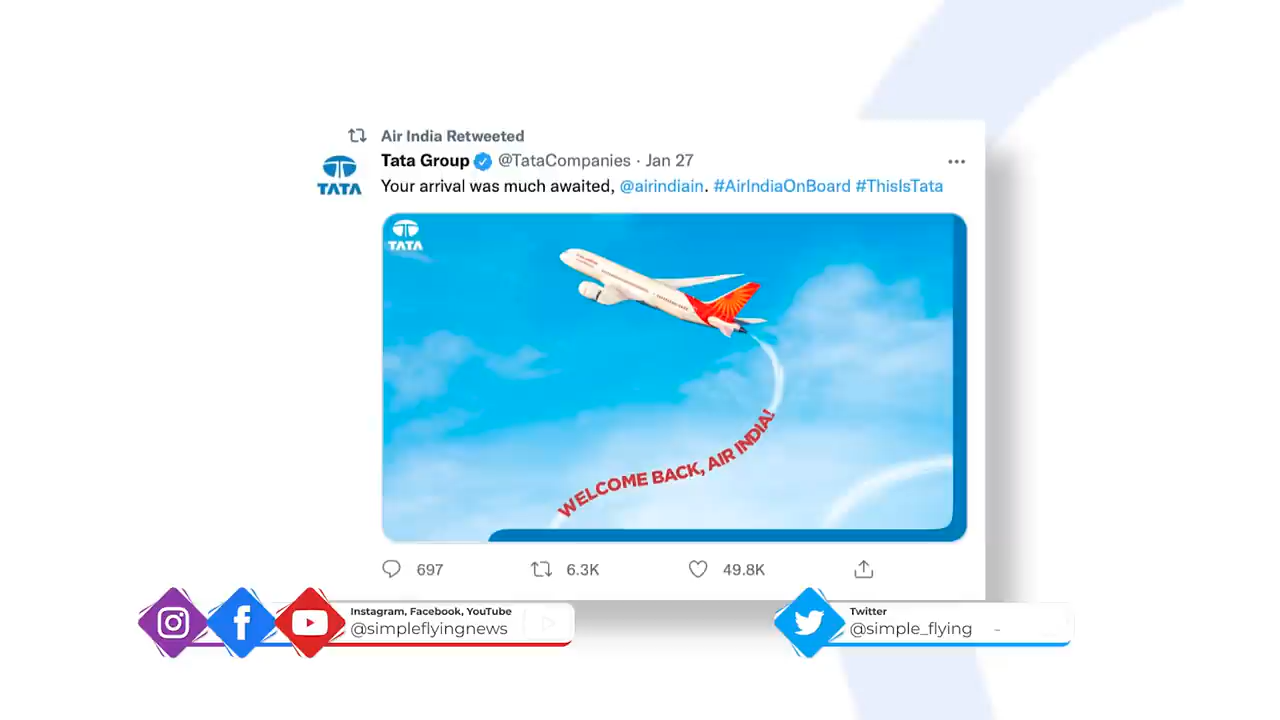 Air India Retweeted
Tata Group @TataCompanies · Jan 27
TATA
Your arrival was much awaited, @airindiain. #AirIndiaOnBoard #ThisIsTata
TATA
WELCOME BACK, AIR INDIA!
697 6.3K 49.8K
Instagram, Facebook, YouTube
@simpleflyingnews
Twitter
@simple_flying -